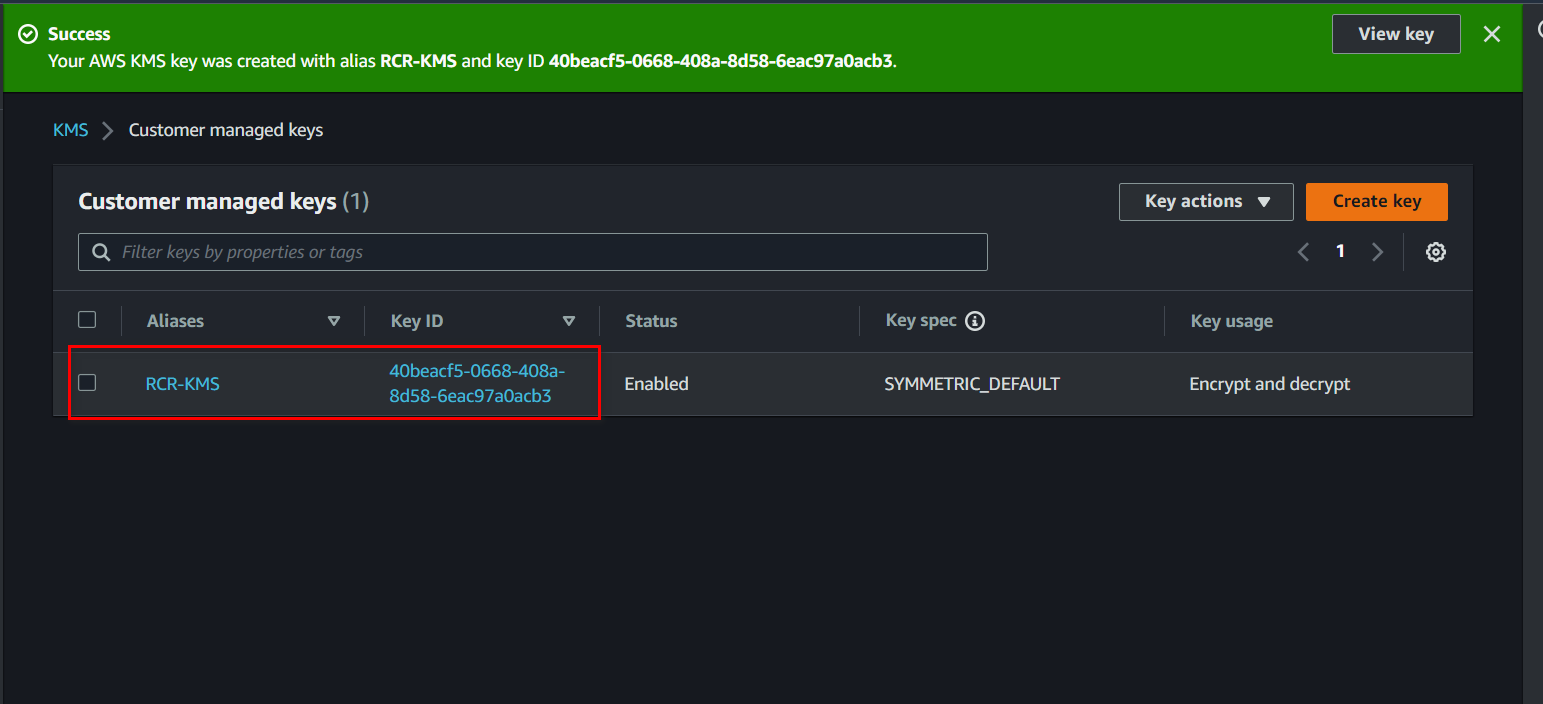 Success
View key
Your AWS KMS key was created with alias RCR-KMS and key ID 40beacf5-0668-408a-8d58-6eac97a0acb3.
KMS
Customer managed keys
Customer managed keys (1)
Key actions
Create key
Filter keys by properties or tags
1
Aliases
Key ID
Status
Key spec
Key usage
RCR-KMS
40beacf5-0668-408a-
8d58-6eac97a0acb3
Enabled
SYMMETRIC_DEFAULT
Encrypt and decrypt